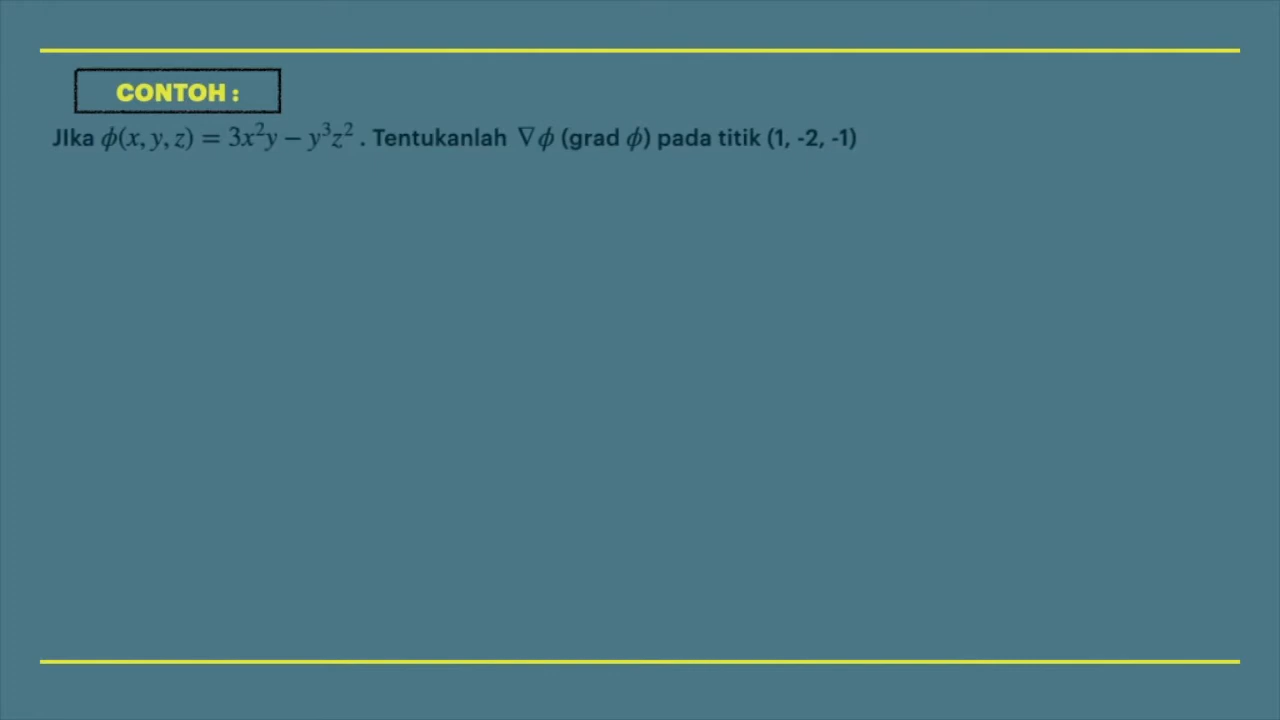 CONTOH :
JIka ϕ(x, y, z) = 3x²y − y³z² . Tentukanlah ∇ϕ (grad ϕ) pada titik (1, -2, -1)